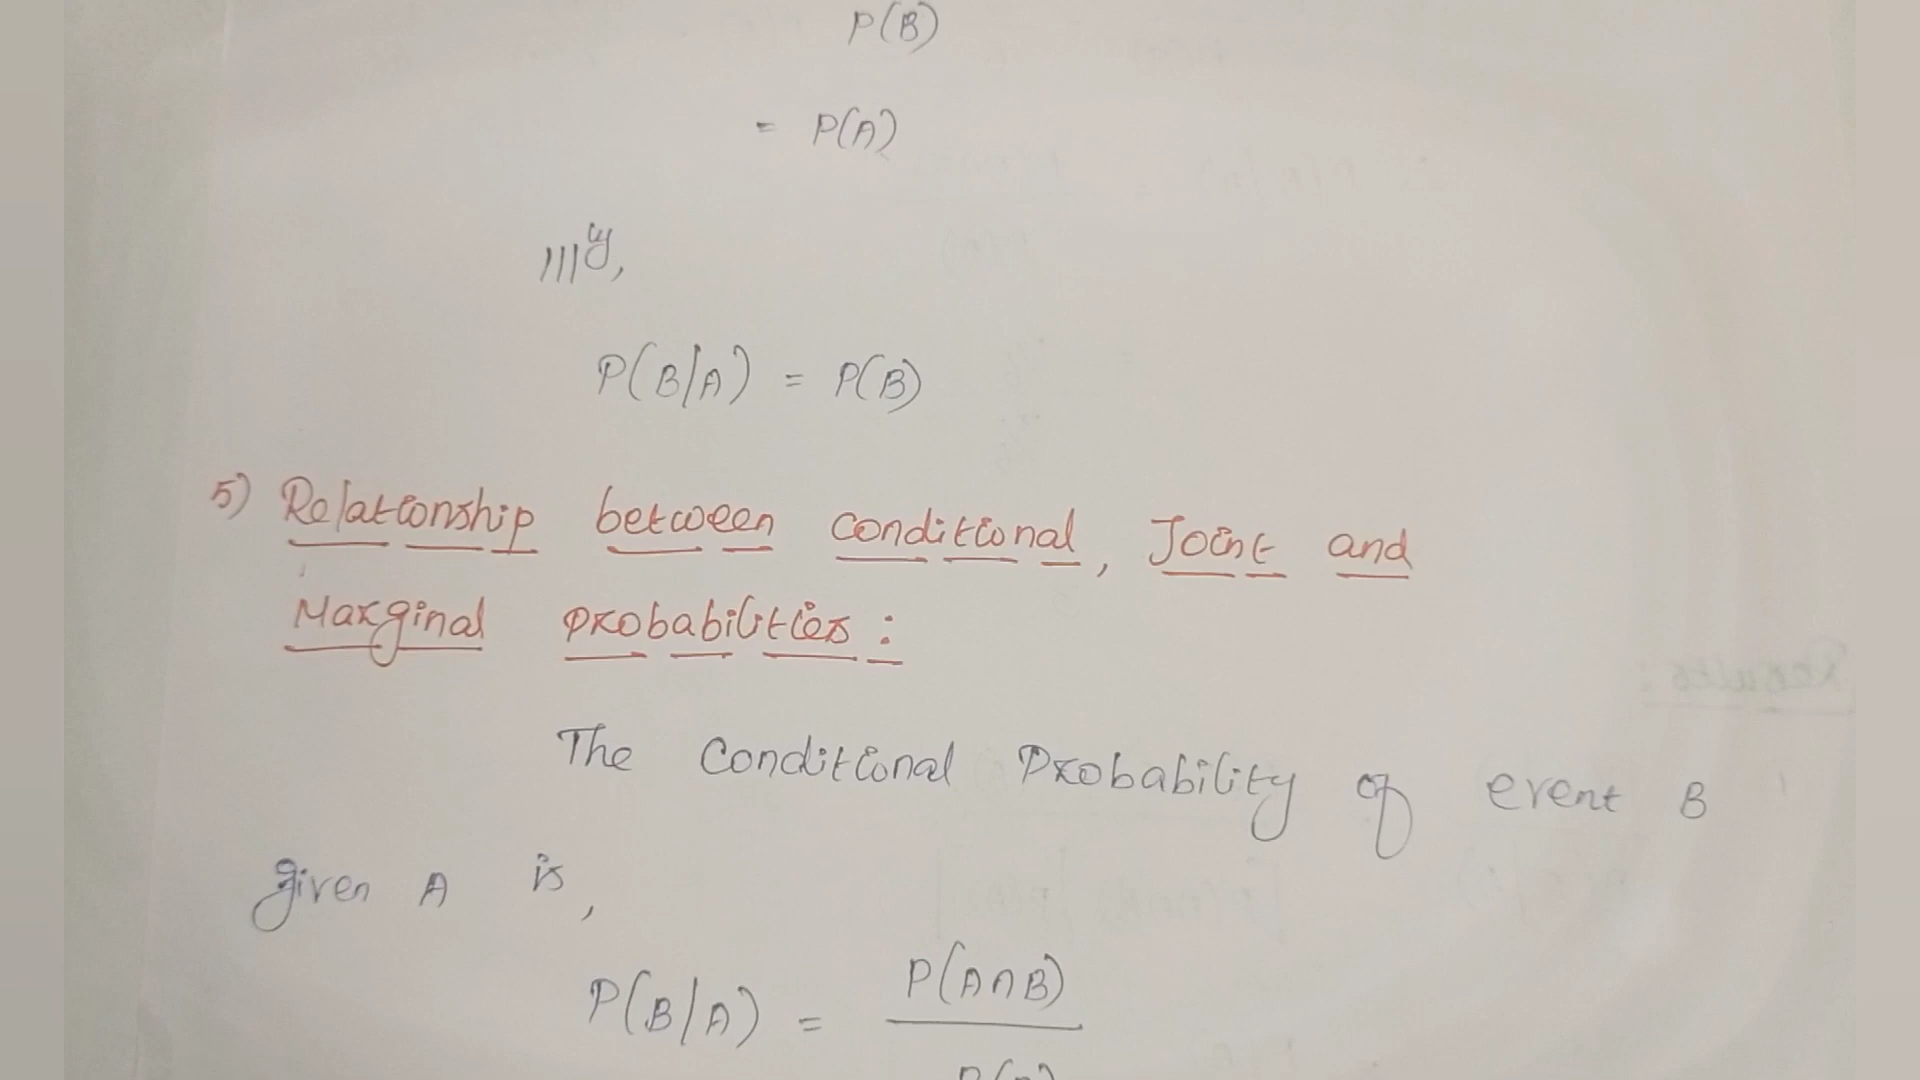 P(B)
= P(A)
|||ly,
P(B/A) = P(B)
5) Relationship between conditional, Joint and
Marginal probabilities :
The Conditional Probability of event B
given A is,
P(B/A) = P(A∩B)